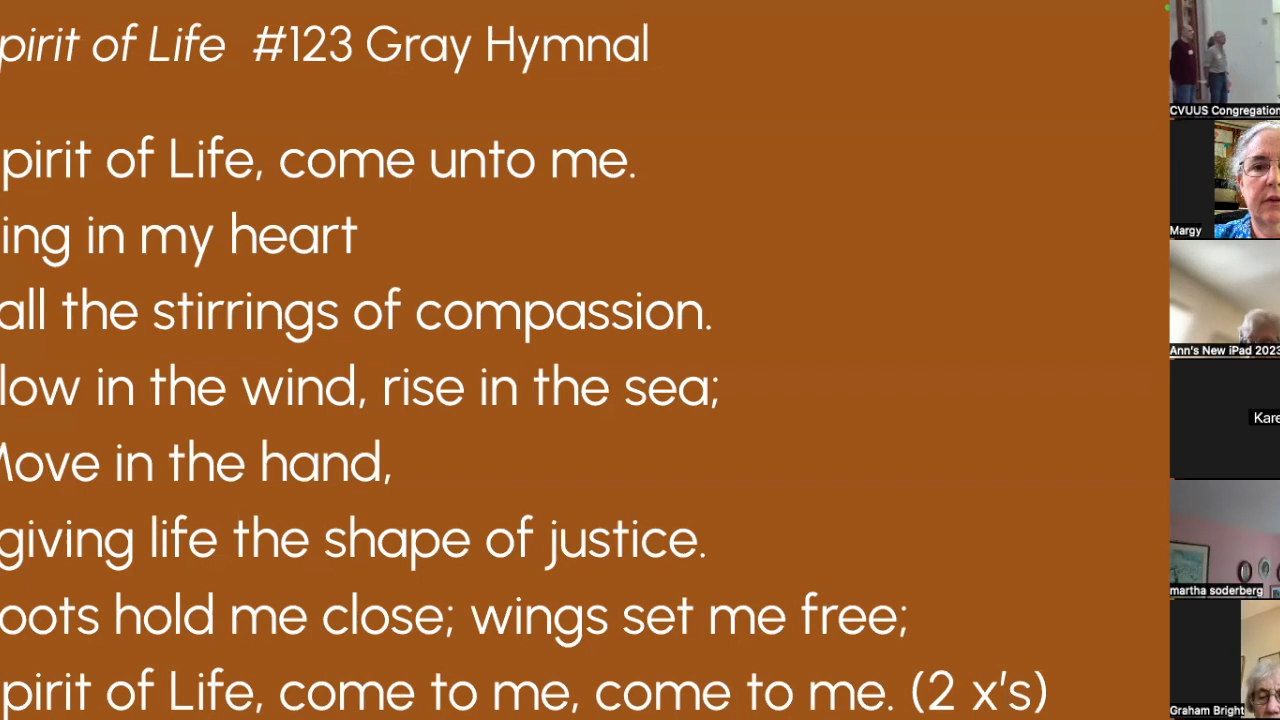 pirit of Life #123 Gray Hymnal
pirit of Life, come unto me.
ing in my heart
all the stirrings of compassion.
low in the wind, rise in the sea;
Move in the hand,
giving life the shape of justice.
oots hold me close; wings set me free;
pirit of Life, come to me, come to me. (2 x's)
CVUUS Congregation
Margy
Ann's New iPad 2023
Kare
martha soderberg
Graham Bright